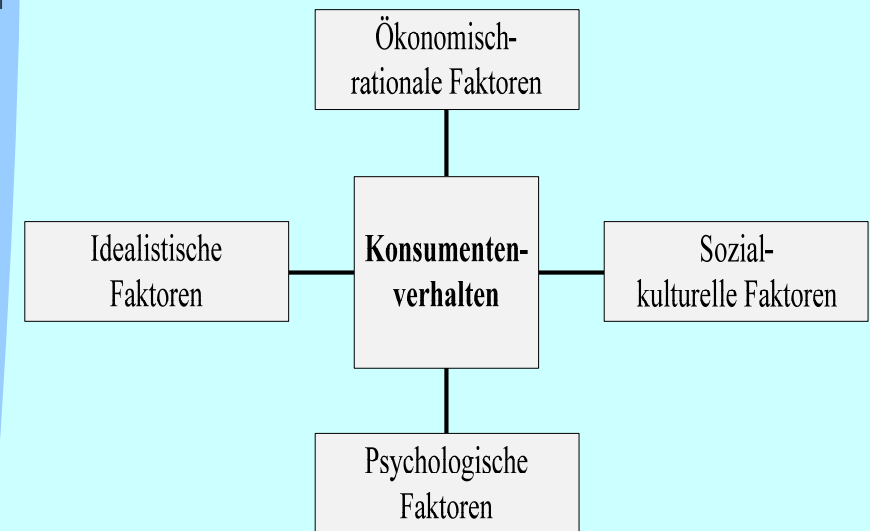 Ökonomisch-
rationale Faktoren
Idealistische
Faktoren
Konsumenten-
verhalten
Sozial-
kulturelle Faktoren
Psychologische
Faktoren